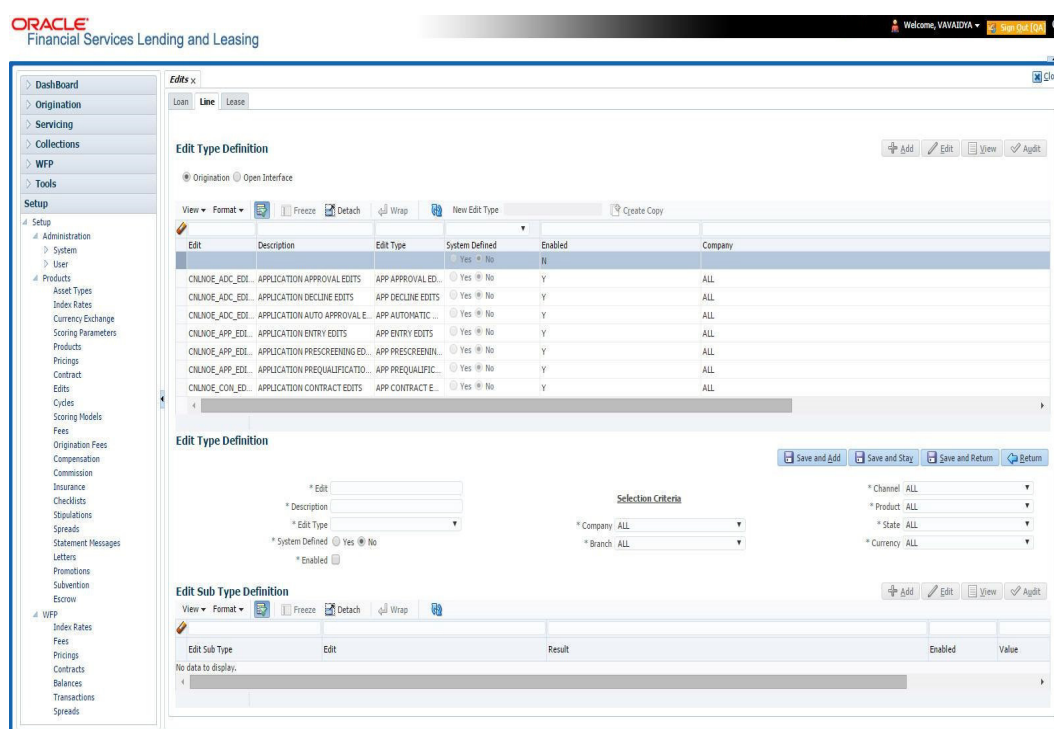 ORACLE
Financial Services Lending and Leasing
Welcome, VAVAIDYA
Sign Out [QA]
DashBoard
Origination
Servicing
Collections
WFP
Tools
Setup
Setup
Administration
System
User
Products
Asset Types
Index Rates
Currency Exchange
Scoring Parameters
Products
Pricings
Contract
Edits
Cycles
Scoring Models
Fees
Origination Fees
Compensation
Commission
Insurance
Checklists
Stipulations
Spreads
Statement Messages
Letters
Promotions
Subvention
Escrow
WFP
Index Rates
Fees
Pricings
Contracts
Balances
Transactions
Spreads
Edits x
Clo
Loan Line Lease
Edit Type Definition
Add Edit View Audit
Origination Open Interface
View Format Freeze Detach Wrap New Edit Type Create Copy
Edit Description Edit Type System Defined Enabled Company
Yes No N
CNLNOE_ADC_EDI... APPLICATION APPROVAL EDITS APP APPROVAL ED... Yes No Y ALL
CNLNOE_ADC_EDI... APPLICATION DECLINE EDITS APP DECLINE EDITS Yes No Y ALL
CNLNOE_ADC_EDI... APPLICATION AUTO APPROVAL E... APP AUTOMATIC ... Yes No Y ALL
CNLNOE_APP_EDI... APPLICATION ENTRY EDITS APP ENTRY EDITS Yes No Y ALL
CNLNOE_APP_EDI... APPLICATION PRESCREENING ED... APP PRESCREENIN... Yes No Y ALL
CNLNOE_APP_EDI... APPLICATION PREQUALIFICATIO... APP PREQUALIFIC... Yes No Y ALL
CNLNOE_CON_ED... APPLICATION CONTRACT EDITS APP CONTRACT E... Yes No Y ALL
Edit Type Definition
Save and Add Save and Stay Save and Return Return
* Edit
* Description
* Edit Type
* System Defined Yes No
* Enabled
Selection Criteria
* Company ALL
* Branch ALL
* Channel ALL
* Product ALL
* State ALL
* Currency ALL
Edit Sub Type Definition
Add Edit View Audit
View Format Freeze Detach Wrap
Edit Sub Type Edit Result Enabled Value
No data to display.